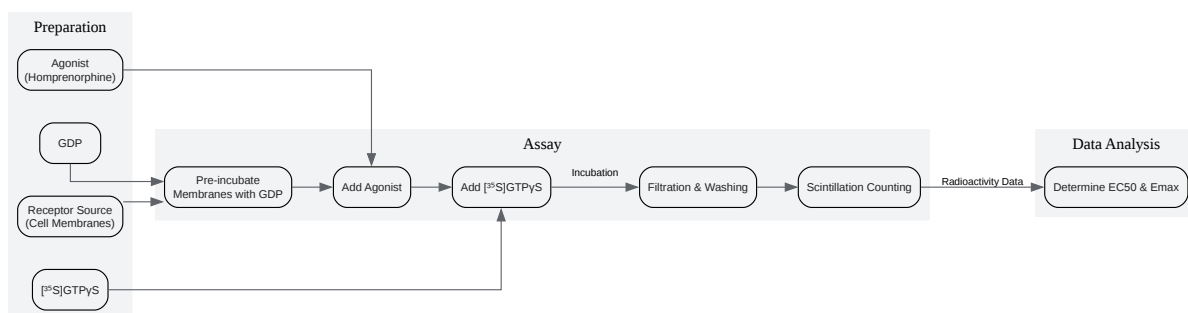 Preparation
Agonist
(Homprenorphine)
GDP
Receptor Source
(Cell Membranes)
[³⁵S]GTPγS
Assay
Pre-incubate
Membranes with GDP
Add Agonist
Add [³⁵S]GTPγS
Incubation
Filtration & Washing
Scintillation Counting
Radioactivity Data
Data Analysis
Determine EC50 & Emax